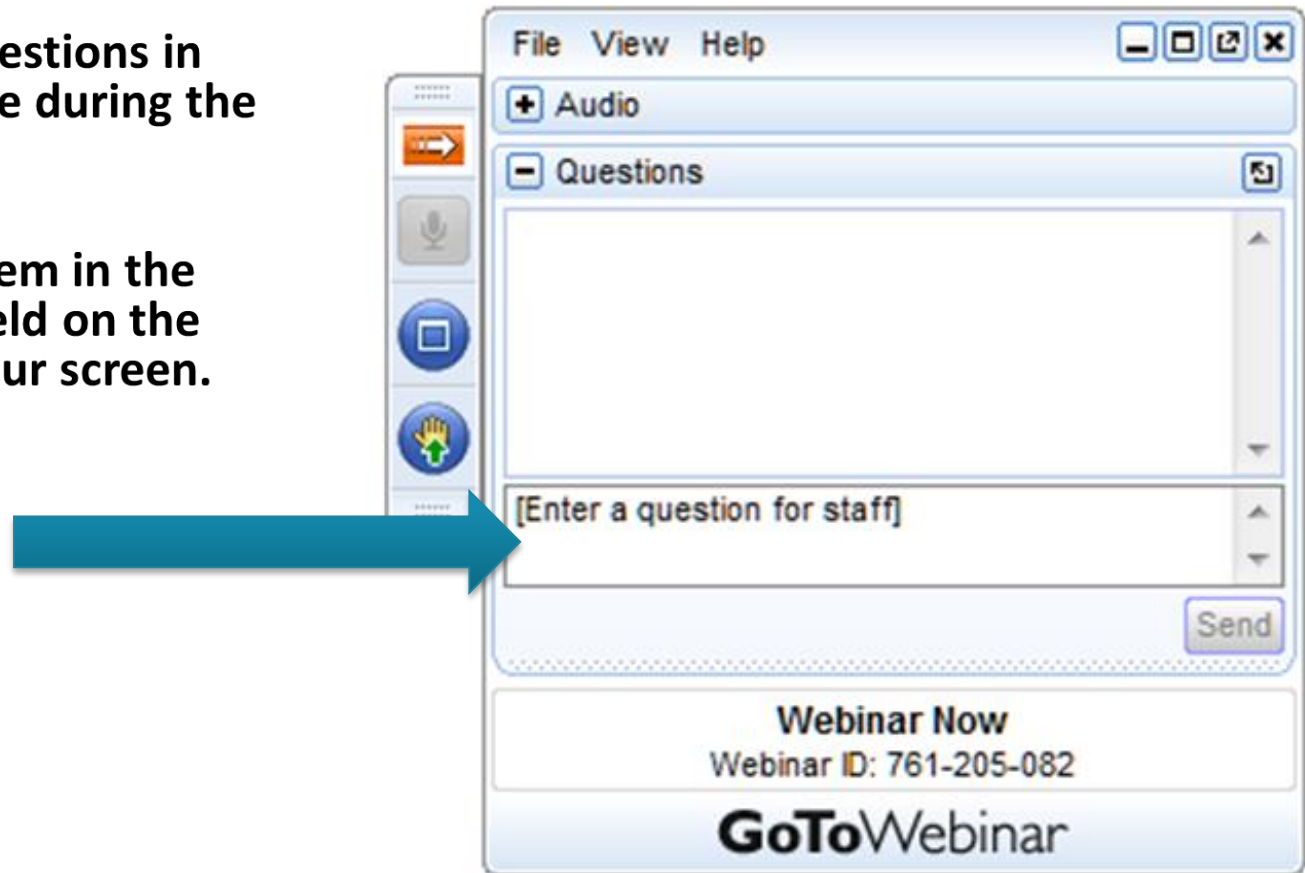 estions in
e during the
em in the
eld on the
ur screen.
File View Help
Audio
Questions
[Enter a question for staff]
Send
Webinar Now
Webinar ID: 761-205-082
GoToWebinar